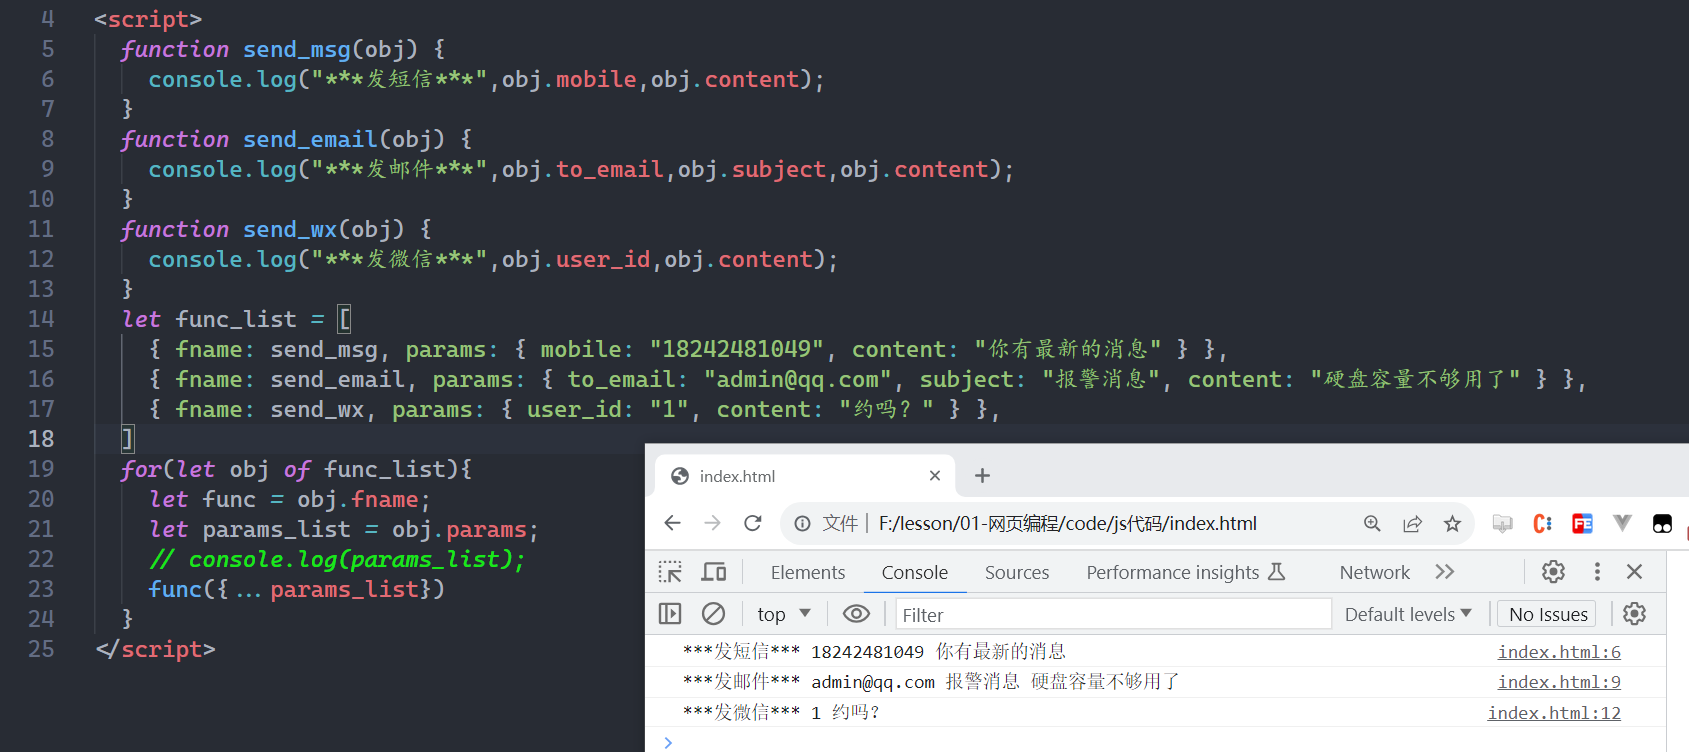 4 <script>
5 function send_msg(obj) {
6 console.log("***发短信***",obj.mobile,obj.content);
7 }
8 function send_email(obj) {
9 console.log("***发邮件***",obj.to_email,obj.subject,obj.content);
10 }
11 function send_wx(obj) {
12 console.log("***发微信***",obj.user_id,obj.content);
13 }
14 let func_list = [
15 { fname: send_msg, params: { mobile: "18242481049", content: "你有最新的消息" } },
16 { fname: send_email, params: { to_email: "admin@qq.com", subject: "报警消息", content: "硬盘容量不够用了" } },
17 { fname: send_wx, params: { user_id: "1", content: "约吗？" } },
18 ]
19 for(let obj of func_list){
20 let func = obj.fname;
21 let params_list = obj.params;
22 // console.log(params_list);
23 func({...params_list})
24 }
25 </script>
index.html
文件 | F:/lesson/01-网页编程/code/js代码/index.html
Elements Console Sources Performance insights Network
top Filter Default levels No Issues
***发短信*** 18242481049 你有最新的消息 index.html:6
***发邮件*** admin@qq.com 报警消息 硬盘容量不够用了 index.html:9
***发微信*** 1 约吗？ index.html:12